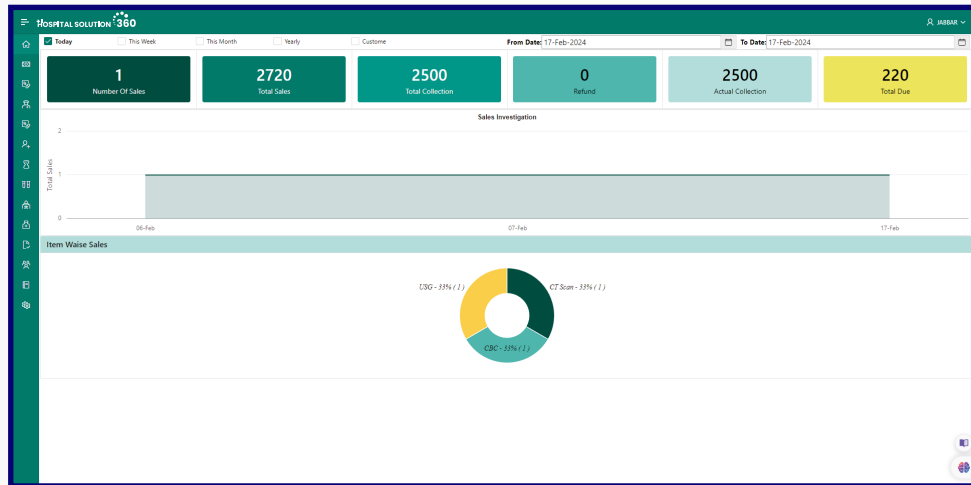 HOSPITAL SOLUTION 360
JABBAR
Today This Week This Month Yearly Custome From Date: 17-Feb-2024 To Date: 17-Feb-2024
1 2720 2500 0 2500 220
Number Of Sales Total Sales Total Collection Refund Actual Collection Total Due
Sales Investigation
2
1
0
Total Sales
06-Feb 07-Feb 17-Feb
Item Waise Sales
USG - 33% ( 1 ) CT Scan - 33% ( 1 )
CBC - 33% ( 1 )